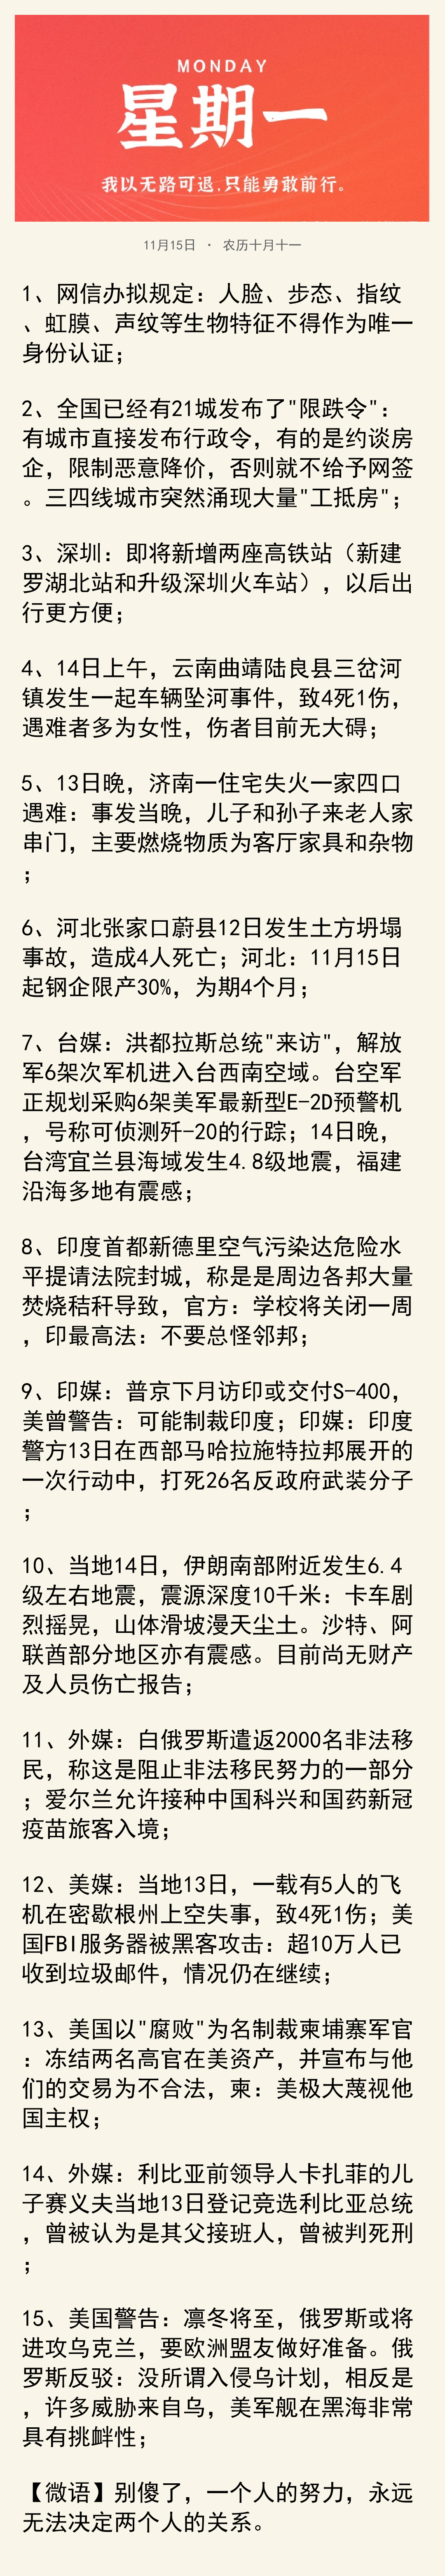 MONDAY
星期一
我以无路可退,只能勇敢前行。
11月15日 · 农历十月十一
1、网信办拟规定：人脸、步态、指纹
、虹膜、声纹等生物特征不得作为唯一
身份认证；
2、全国已经有21城发布了"限跌令"：
有城市直接发布行政令，有的是约谈房
企，限制恶意降价，否则就不给予网签
。三四线城市突然涌现大量"工抵房"；
3、深圳：即将新增两座高铁站（新建
罗湖北站和升级深圳火车站），以后出
行更方便；
4、14日上午，云南曲靖陆良县三岔河
镇发生一起车辆坠河事件，致4死1伤，
遇难者多为女性，伤者目前无大碍；
5、13日晚，济南一住宅失火一家四口
遇难：事发当晚，儿子和孙子来老人家
串门，主要燃烧物质为客厅家具和杂物
；
6、河北张家口蔚县12日发生土方坍塌
事故，造成4人死亡；河北：11月15日
起钢企限产30%，为期4个月；
7、台媒：洪都拉斯总统"来访"，解放
军6架次军机进入台西南空域。台空军
正规划采购6架美军最新型E-2D预警机
，号称可侦测歼-20的行踪；14日晚，
台湾宜兰县海域发生4.8级地震，福建
沿海多地有震感；
8、印度首都新德里空气污染达危险水
平提请法院封城，称是是周边各邦大量
焚烧秸秆导致，官方：学校将关闭一周
，印最高法：不要总怪邻邦；
9、印媒：普京下月访印或交付S-400，
美曾警告：可能制裁印度；印媒：印度
警方13日在西部马哈拉施特拉邦展开的
一次行动中，打死26名反政府武装分子
；
10、当地14日，伊朗南部附近发生6.4
级左右地震，震源深度10千米：卡车剧
烈摇晃，山体滑坡漫天尘土。沙特、阿
联酋部分地区亦有震感。目前尚无财产
及人员伤亡报告；
11、外媒：白俄罗斯遣返2000名非法移
民，称这是阻止非法移民努力的一部分
；爱尔兰允许接种中国科兴和国药新冠
疫苗旅客入境；
12、美媒：当地13日，一载有5人的飞
机在密歇根州上空失事，致4死1伤；美
国FBI服务器被黑客攻击：超10万人已
收到垃圾邮件，情况仍在继续；
13、美国以"腐败"为名制裁柬埔寨军官
：冻结两名高官在美资产，并宣布与他
们的交易为不合法，柬：美极大蔑视他
国主权；
14、外媒：利比亚前领导人卡扎菲的儿
子赛义夫当地13日登记竞选利比亚总统
，曾被认为是其父接班人，曾被判死刑
；
15、美国警告：凛冬将至，俄罗斯或将
进攻乌克兰，要欧洲盟友做好准备。俄
罗斯反驳：没所谓入侵乌计划，相反是
，许多威胁来自乌，美军舰在黑海非常
具有挑衅性；
【微语】别傻了，一个人的努力，永远
无法决定两个人的关系。